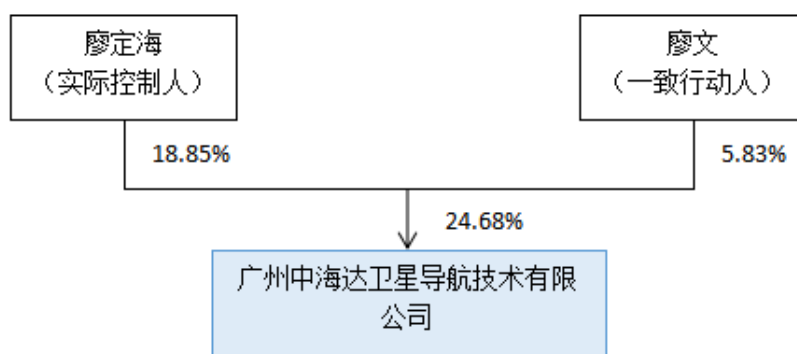 廖定海
（实际控制人）
廖文
（一致行动人）
18.85%
5.83%
24.68%
广州中海达卫星导航技术有限
公司